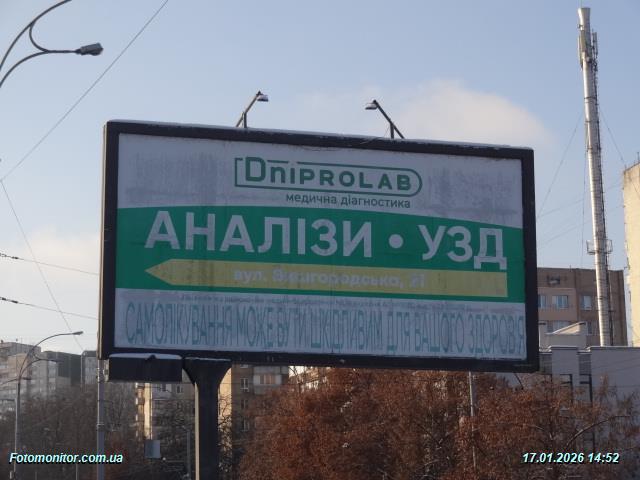 DNIPROLAB
медична діагностика
АНАЛІЗИ • УЗД
вул. Вишгородська, 21
САМОЛІКУВАННЯ МОЖЕ БУТИ ШКІДЛИВИМ ДЛЯ ВАШОГО ЗДОРОВ'Я
Fotomonitor.com.ua
17.01.2026 14:52